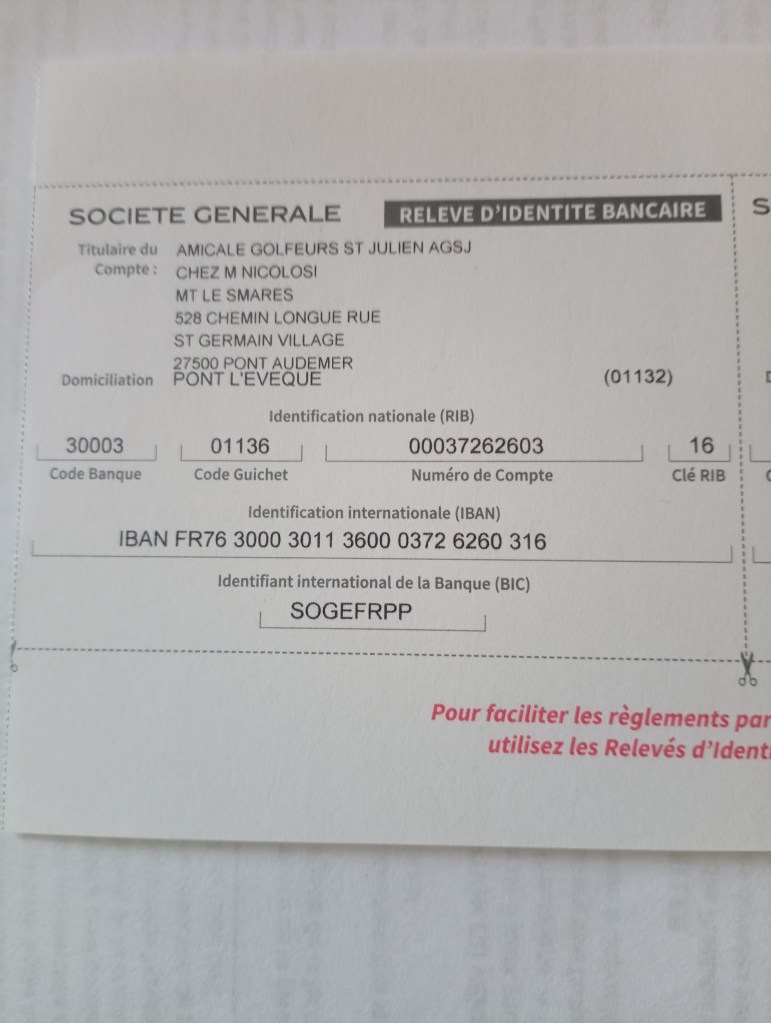 SOCIETE GENERALE RELEVE D'IDENTITE BANCAIRE
Titulaire du Compte : AMICALE GOLFEURS ST JULIEN AGSJ
CHEZ M NICOLOSI
MT LE SMARES
528 CHEMIN LONGUE RUE
ST GERMAIN VILLAGE
27500 PONT AUDEMER
Domiciliation PONT L'EVEQUE (01132)
Identification nationale (RIB)
30003 01136 00037262603 16
Code Banque Code Guichet Numéro de Compte Clé RIB
Identification internationale (IBAN)
IBAN FR76 3000 3011 3600 0372 6260 316
Identifiant international de la Banque (BIC)
SOGEFRPP
Pour faciliter les règlements par
utilisez les Relevés d'Identi